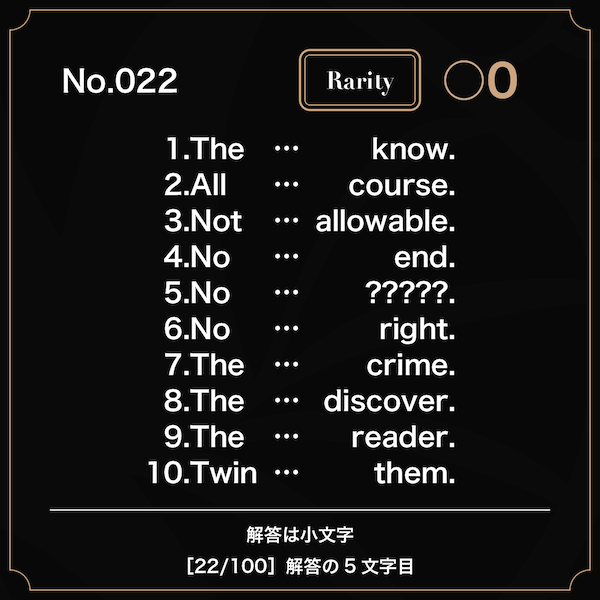 No.022
Rarity ○0
1.The … know.
2.All … course.
3.Not … allowable.
4.No … end.
5.No … ?????.
6.No … right.
7.The … crime.
8.The … discover.
9.The … reader.
10.Twin … them.
解答は小文字
[22/100] 解答の5文字目